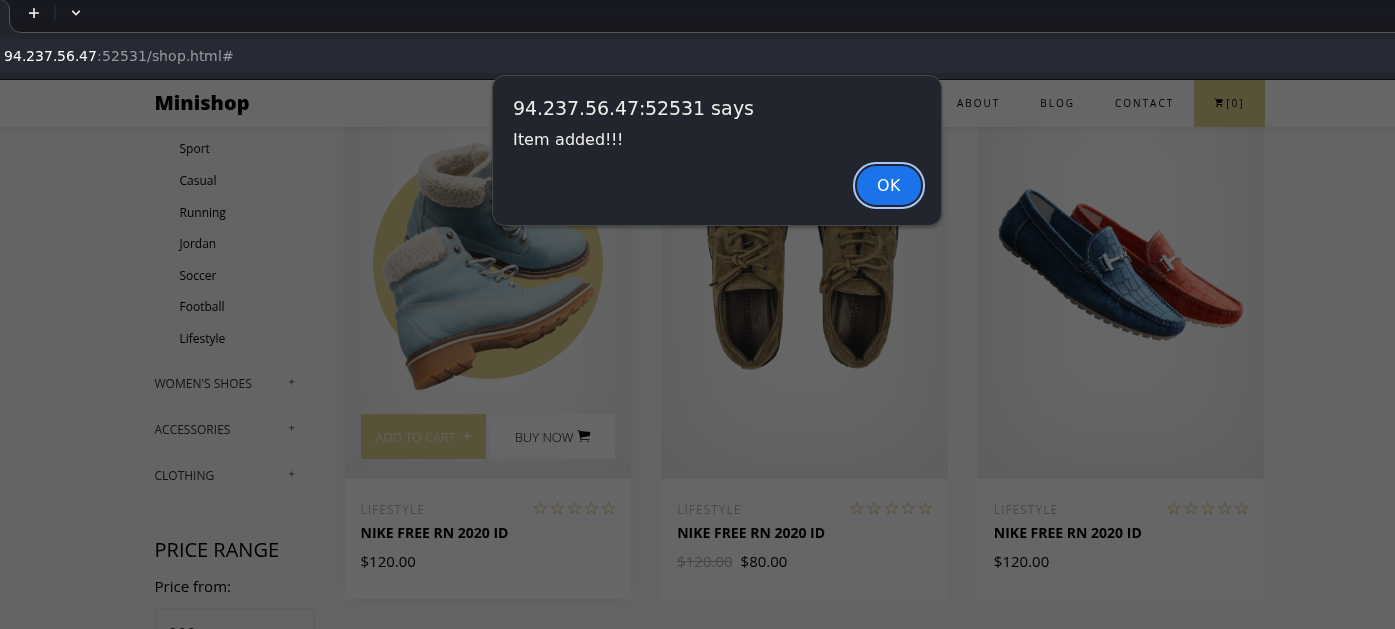 94.237.56.47:52531/shop.html#
94.237.56.47:52531 says
Item added!!!
OK
Minishop
ABOUT
BLOG
CONTACT
[0]
Sport
Casual
Running
Jordan
Soccer
Football
Lifestyle
WOMEN'S SHOES +
ACCESSORIES +
CLOTHING +
PRICE RANGE
Price from:
ADD TO CART +
BUY NOW
LIFESTYLE
NIKE FREE RN 2020 ID
$120.00
LIFESTYLE
NIKE FREE RN 2020 ID
$120.00 $80.00
LIFESTYLE
NIKE FREE RN 2020 ID
$120.00